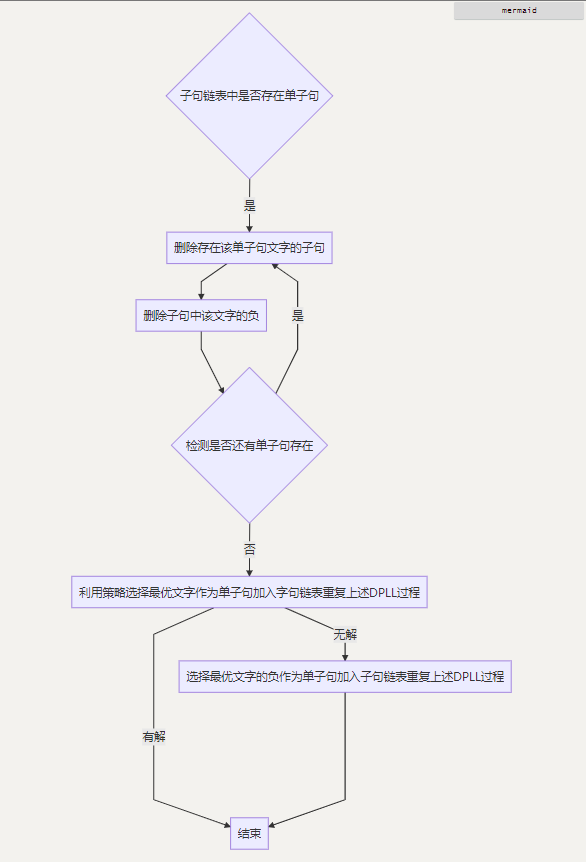 mermaid
子句链表中是否存在单子句
是
删除存在该单子句文字的子句
删除子句中该文字的负
是
检测是否还有单子句存在
否
利用策略选择最优文字作为单子句加入字句链表重复上述DPLL过程
无解
选择最优文字的负作为单子句加入子句链表重复上述DPLL过程
有解
结束